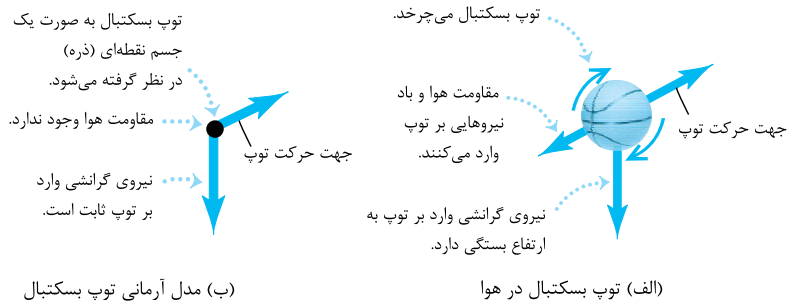 توپ بسکتبال می‌چرخد.
مقاومت هوا و باد
نیروهایی بر توپ
وارد می‌کنند.
جهت حرکت توپ
نیروی گرانشی وارد بر توپ به
ارتفاع بستگی دارد.
(الف) توپ بسکتبال در هوا
توپ بسکتبال به صورت یک
جسم نقطه‌ای (ذره)
در نظر گرفته می‌شود.
مقاومت هوا وجود ندارد.
جهت حرکت توپ
نیروی گرانشی وارد
بر توپ ثابت است.
(ب) مدل آرمانی توپ بسکتبال